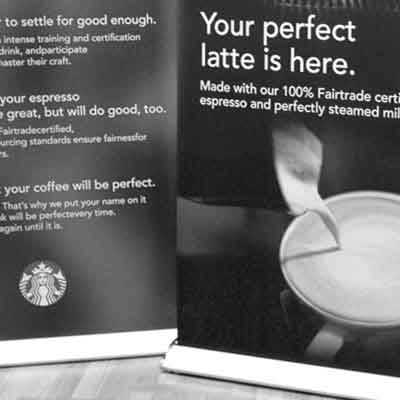 r to settle for good enough.
intense training and certification
drink, andparticipate
master their craft.
your espresso
e great, but will do good, too.
Fairtradecertified,
urcing standards ensure fairnessfor
rs.
t your coffee will be perfect.
That's why we put your name on it
nk will be perfectevery time.
again until it is.
Your perfect
latte is here.
Made with our 100% Fairtrade certi
espresso and perfectly steamed mil